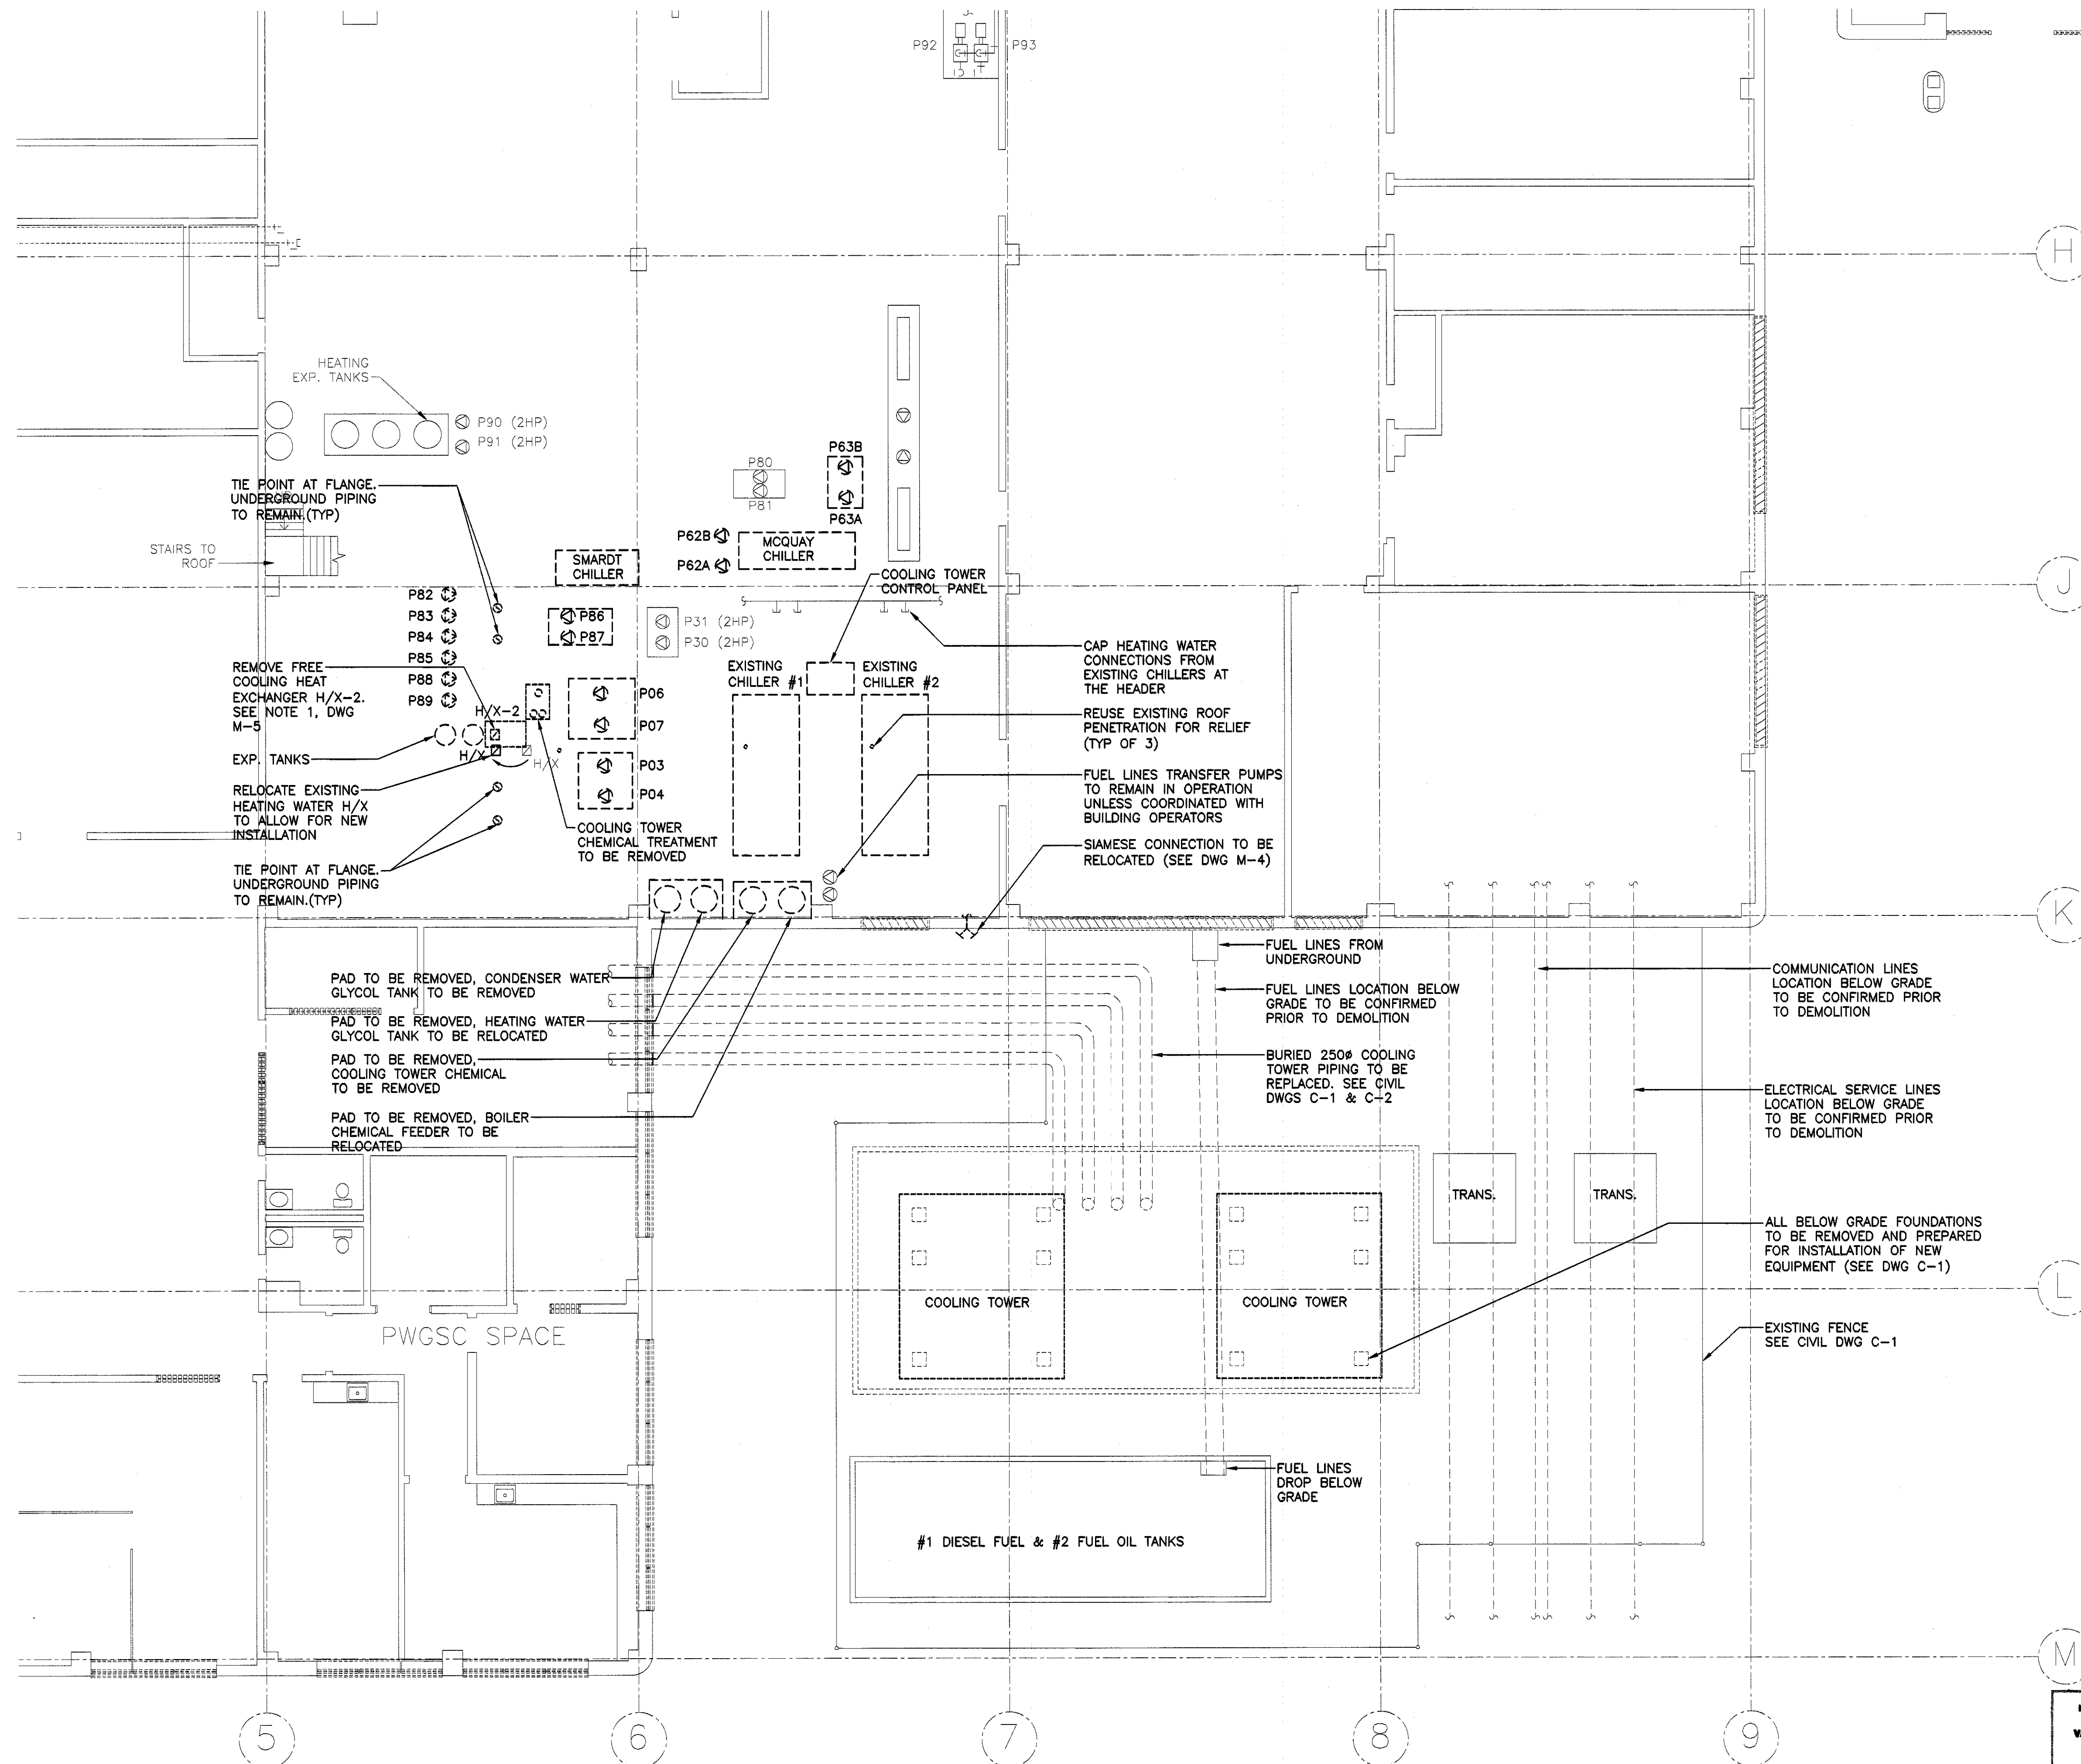 P92
P93
H
HEATING
EXP. TANKS
P90 (2HP)
P91 (2HP)
P80
P81
P63B
P63A
TIE POINT AT FLANGE.
UNDERGROUND PIPING
TO REMAIN.(TYP)
STAIRS TO
ROOF
P62B
P62A
MCQUAY
CHILLER
SMARDT
CHILLER
COOLING TOWER
CONTROL PANEL
J
P82
P83
P84
P85
P88
P89
P86
P87
P31 (2HP)
P30 (2HP)
CAP HEATING WATER
CONNECTIONS FROM
EXISTING CHILLERS AT
THE HEADER
REMOVE FREE
COOLING HEAT
EXCHANGER H/X-2.
SEE NOTE 1, DWG
M-5
H/X-2
EXISTING
CHILLER #1
EXISTING
CHILLER #2
P06
P07
REUSE EXISTING ROOF
PENETRATION FOR RELIEF
(TYP OF 3)
EXP. TANKS
H/X
H/X
P03
P04
FUEL LINES TRANSFER PUMPS
TO REMAIN IN OPERATION
UNLESS COORDINATED WITH
BUILDING OPERATORS
RELOCATE EXISTING
HEATING WATER H/X
TO ALLOW FOR NEW
INSTALLATION
COOLING TOWER
CHEMICAL TREATMENT
TO BE REMOVED
SIAMESE CONNECTION TO BE
RELOCATED (SEE DWG M-4)
TIE POINT AT FLANGE.
UNDERGROUND PIPING
TO REMAIN.(TYP)
K
PAD TO BE REMOVED, CONDENSER WATER
GLYCOL TANK TO BE REMOVED
PAD TO BE REMOVED, HEATING WATER
GLYCOL TANK TO BE RELOCATED
PAD TO BE REMOVED,
COOLING TOWER CHEMICAL
TO BE REMOVED
PAD TO BE REMOVED, BOILER
CHEMICAL FEEDER TO BE
RELOCATED
FUEL LINES FROM
UNDERGROUND
FUEL LINES LOCATION BELOW
GRADE TO BE CONFIRMED
PRIOR TO DEMOLITION
BURIED 250ø COOLING
TOWER PIPING TO BE
REPLACED. SEE CIVIL
DWGS C-1 & C-2
COMMUNICATION LINES
LOCATION BELOW GRADE
TO BE CONFIRMED PRIOR
TO DEMOLITION
ELECTRICAL SERVICE LINES
LOCATION BELOW GRADE
TO BE CONFIRMED PRIOR
TO DEMOLITION
TRANS.
TRANS.
ALL BELOW GRADE FOUNDATIONS
TO BE REMOVED AND PREPARED
FOR INSTALLATION OF NEW
EQUIPMENT (SEE DWG C-1)
L
COOLING TOWER
COOLING TOWER
EXISTING FENCE
SEE CIVIL DWG C-1
PWGSC SPACE
FUEL LINES
DROP BELOW
GRADE
#1 DIESEL FUEL & #2 FUEL OIL TANKS
M
5
6
7
8
9